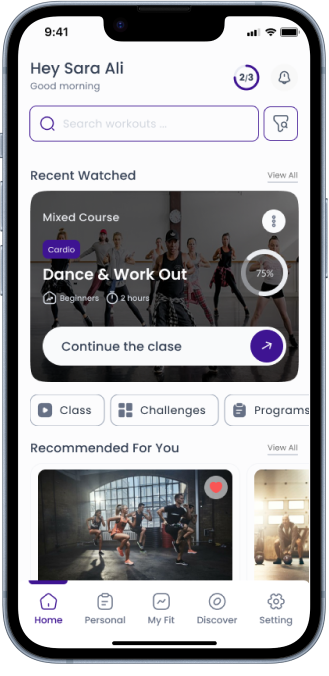 9:41
Hey Sara Ali
2/3
Good morning
Search workouts ...
Recent Watched
View All
Mixed Course
Cardio
Dance & Work Out
75%
Beginners
2 hours
Continue the clase
Class
Challenges
Programs
Recommended For You
View All
Home
Personal
My Fit
Discover
Setting